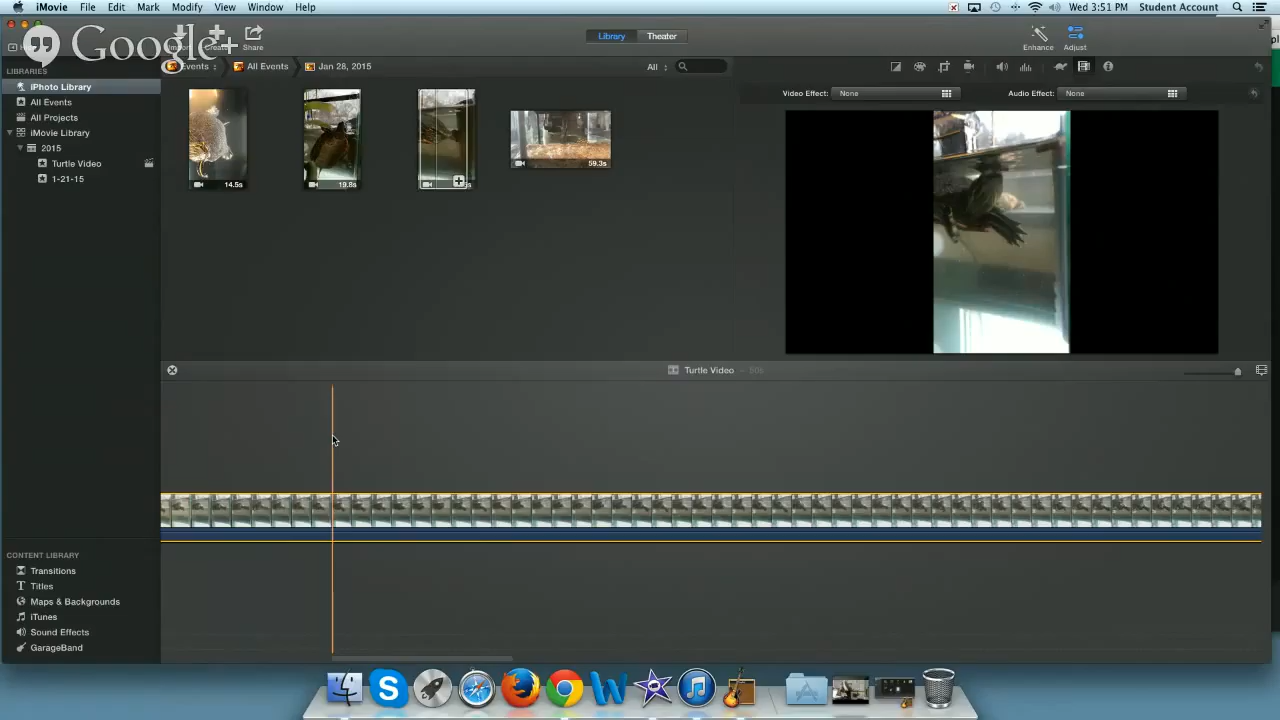 iMovie File Edit Mark Modify View Window Help Wed 3:51 PM Student Account
Google+
Share Library Theater Enhance Adjust
LIBRARIES
Events All Events Jan 28, 2015 All
iPhoto Library
All Events
All Projects
iMovie Library
2015
Turtle Video
1-21-15
14.5s 19.8s 59.3s
Video Effect: None Audio Effect: None
Turtle Video – 50s
CONTENT LIBRARY
Transitions
Titles
Maps & Backgrounds
iTunes
Sound Effects
GarageBand